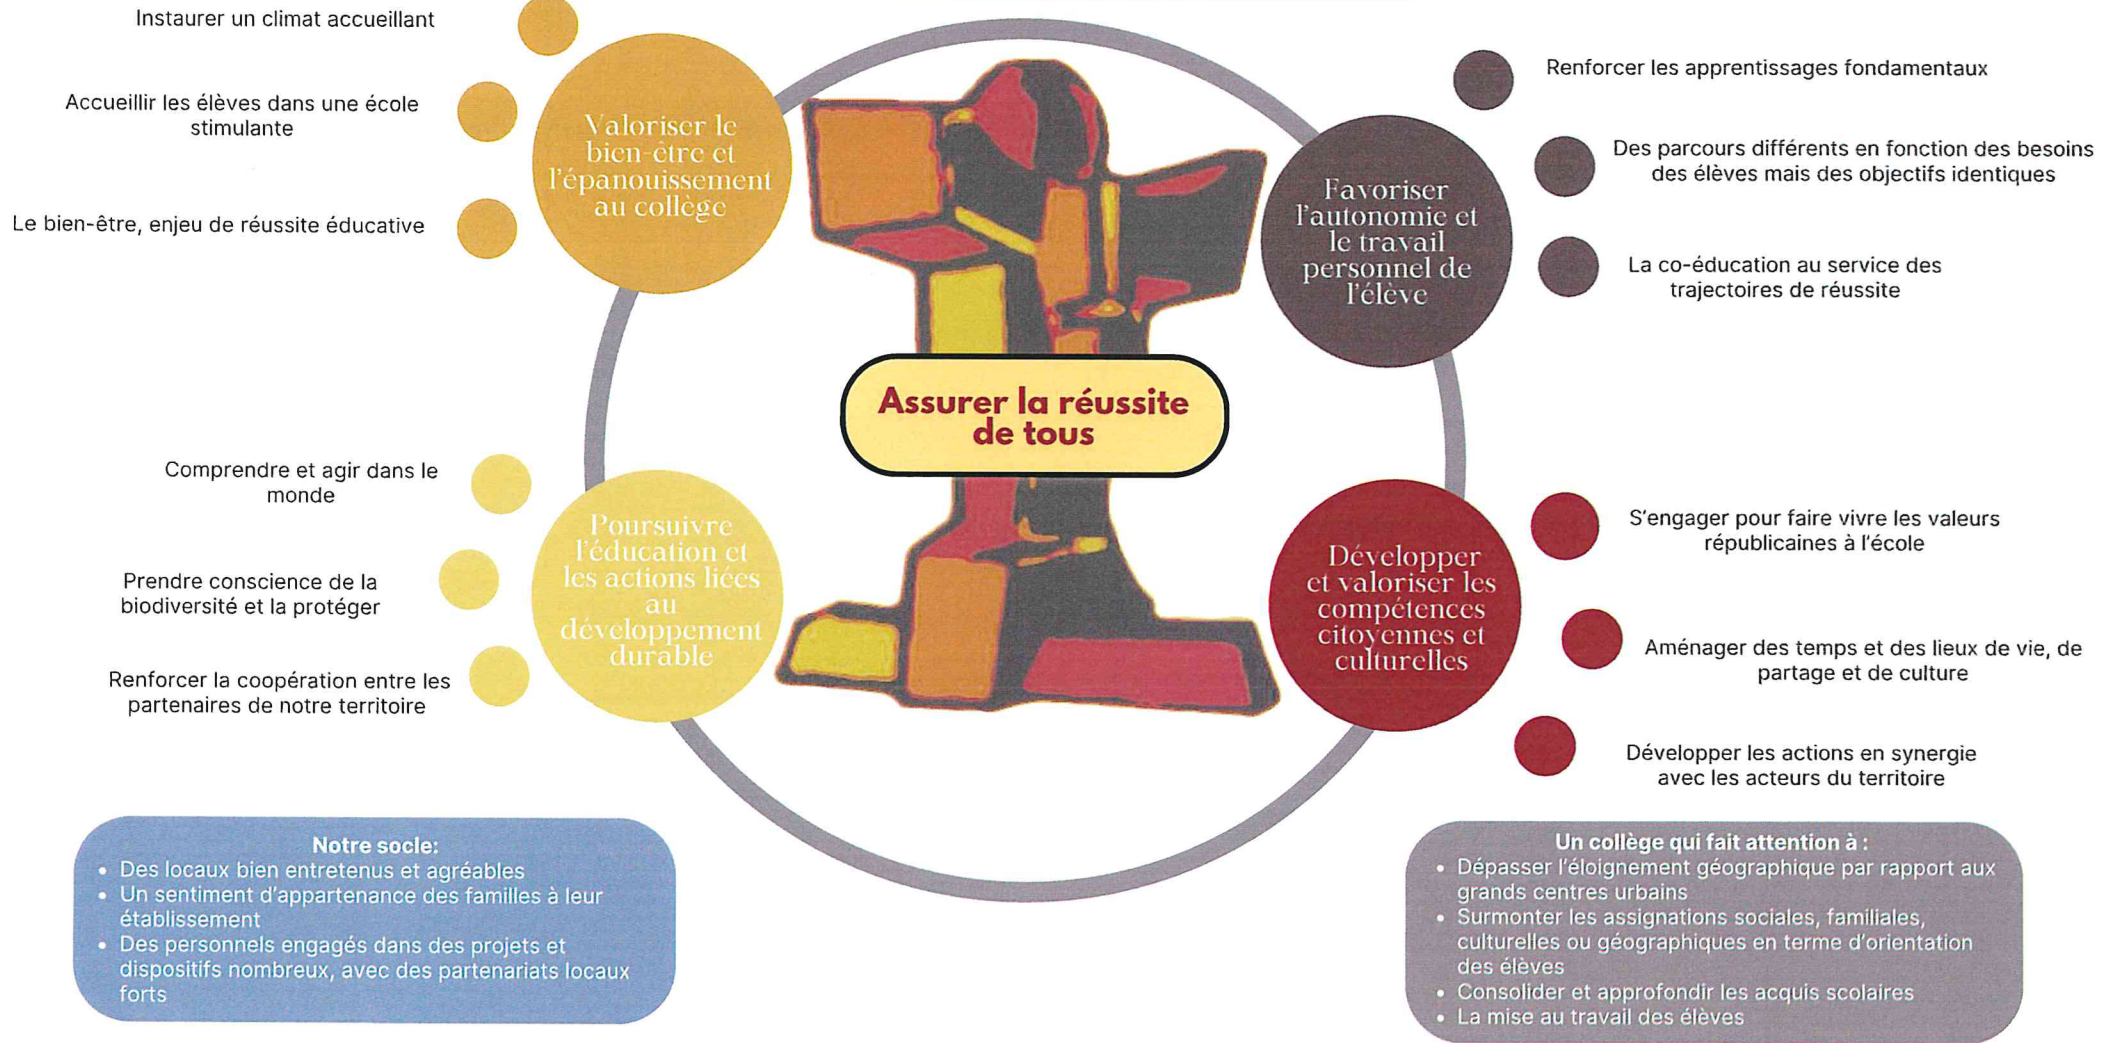 Instaurer un climat accueillant
Accueillir les élèves dans une école
stimulante
Le bien-être, enjeu de réussite éducative
Valoriser le
bien-être et
l'épanouissement
au collège
Renforcer les apprentissages fondamentaux
Des parcours différents en fonction des besoins
des élèves mais des objectifs identiques
La co-éducation au service des
trajectoires de réussite
Favoriser
l'autonomie et
le travail
personnel de
l'élève
Assurer la réussite
de tous
Comprendre et agir dans le
monde
Prendre conscience de la
biodiversité et la protéger
Renforcer la coopération entre les
partenaires de notre territoire
Poursuivre
l'éducation et
les actions liées
au
développement
durable
Développer
et valoriser les
compétences
citoyennes et
culturelles
S'engager pour faire vivre les valeurs
républicaines à l'école
Aménager des temps et des lieux de vie, de
partage et de culture
Développer les actions en synergie
avec les acteurs du territoire
Notre socle:
• Des locaux bien entretenus et agréables
• Un sentiment d'appartenance des familles à leur
établissement
• Des personnels engagés dans des projets et
dispositifs nombreux, avec des partenariats locaux
forts
Un collège qui fait attention à :
• Dépasser l'éloignement géographique par rapport aux
grands centres urbains
• Surmonter les assignations sociales, familiales,
culturelles ou géographiques en terme d'orientation
des élèves
• Consolider et approfondir les acquis scolaires
• La mise au travail des élèves